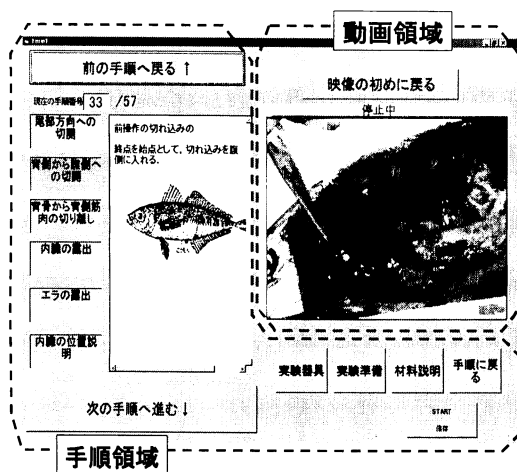 動画領域
前の手順へ戻る ↑
現在の手順番号 33 /57
尾部方向への
切開
背側から腹側へ
の切開
背骨から背側筋
肉の切り離し
内臓の露出
エラの露出
内臓の位置説
明
前操作の切れ込みの
終点を始点として、切れ込みを腹
側に入れる。
次の手順へ進む ↓
手順領域
映像の初めに戻る
停止中
実験器具
実験準備
材料説明
手順に戻
る
START
保存